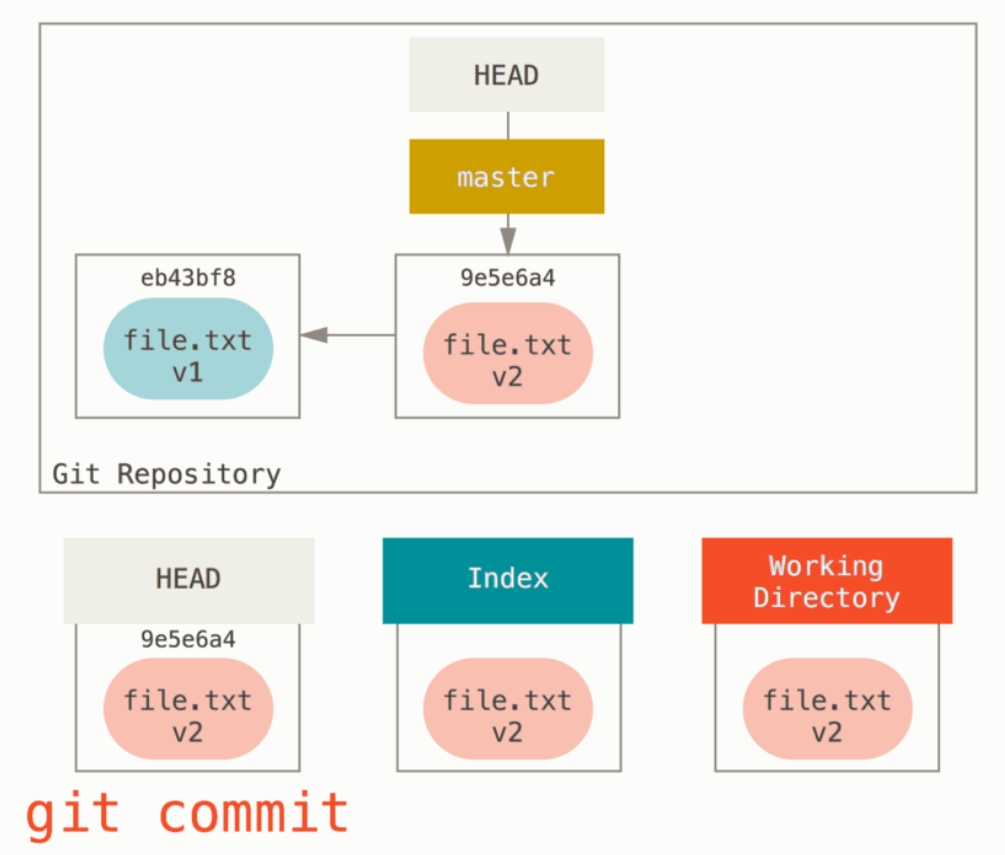 HEAD
master
eb43bf8
file.txt
v1
9e5e6a4
file.txt
v2
Git Repository
HEAD
9e5e6a4
file.txt
v2
Index
file.txt
v2
Working
Directory
file.txt
v2
git commit